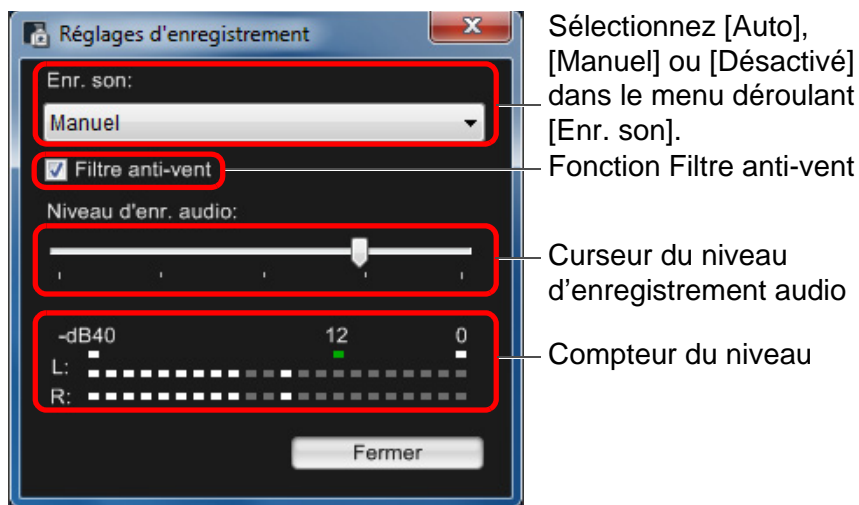 Réglages d'enregistrement
x
Enr. son:
Manuel
Filtre anti-vent
Niveau d'enr. audio:
-dB40 12 0
L:
R:
Fermer
Sélectionnez [Auto],
[Manuel] ou [Désactivé]
dans le menu déroulant
[Enr. son].
Fonction Filtre anti-vent
Curseur du niveau
d’enregistrement audio
Compteur du niveau